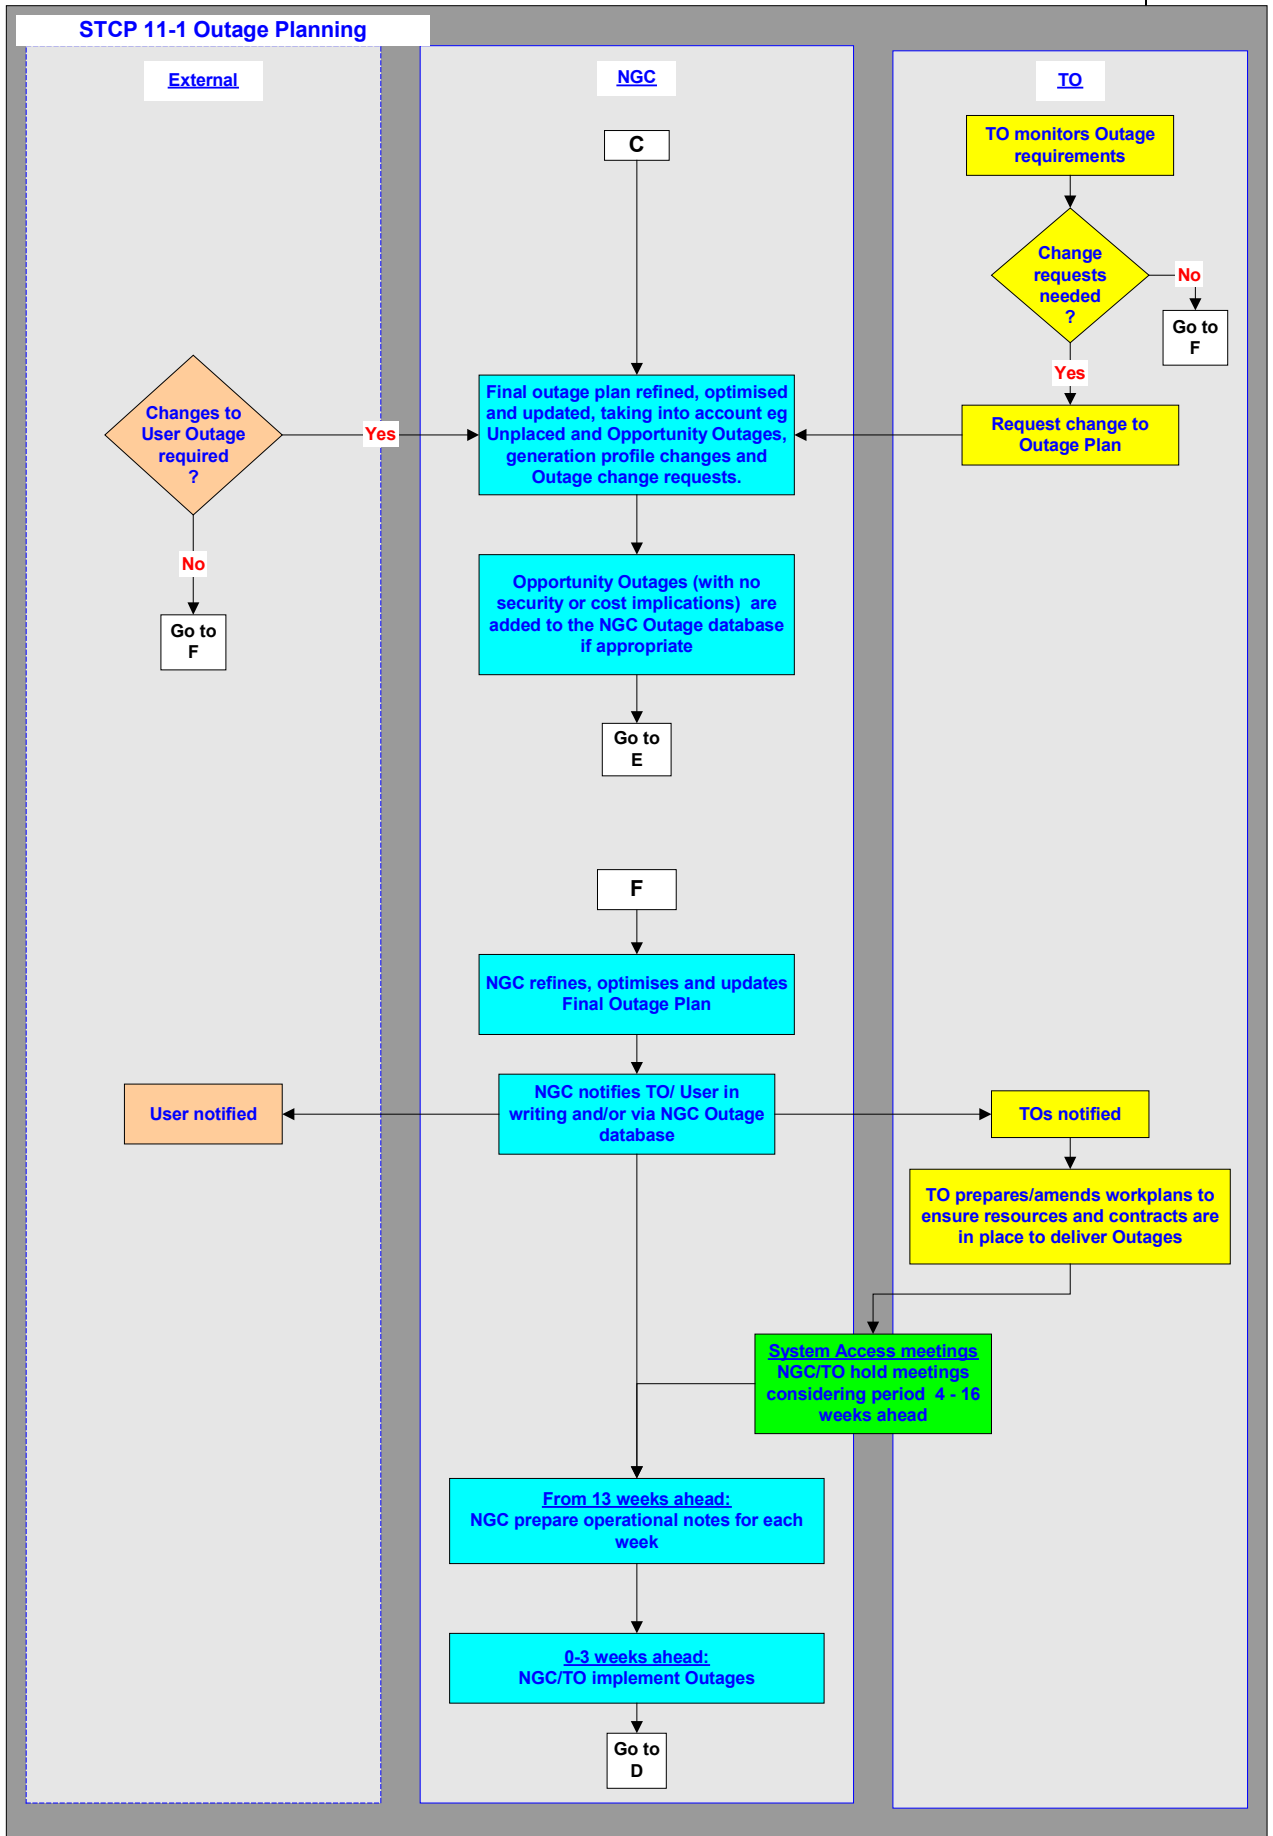 STCP 11-1 Outage Planning
External
NGC
TO
C
TO monitors Outage
requirements
Change
requests
needed
?
No
Go to
F
Yes
Request change to
Outage Plan
Changes to
User Outage
required
?
Yes
No
Go to
F
Final outage plan refined, optimised
and updated, taking into account eg
Unplaced and Opportunity Outages,
generation profile changes and
Outage change requests.
Opportunity Outages (with no
security or cost implications) are
added to the NGC Outage database
if appropriate
Go to
E
F
NGC refines, optimises and updates
Final Outage Plan
NGC notifies TO/ User in
writing and/or via NGC Outage
database
User notified
TOs notified
TO prepares/amends workplans to
ensure resources and contracts are
in place to deliver Outages
System Access meetings
NGC/TO hold meetings
considering period 4 - 16
weeks ahead
From 13 weeks ahead:
NGC prepare operational notes for each
week
0-3 weeks ahead:
NGC/TO implement Outages
Go to
D